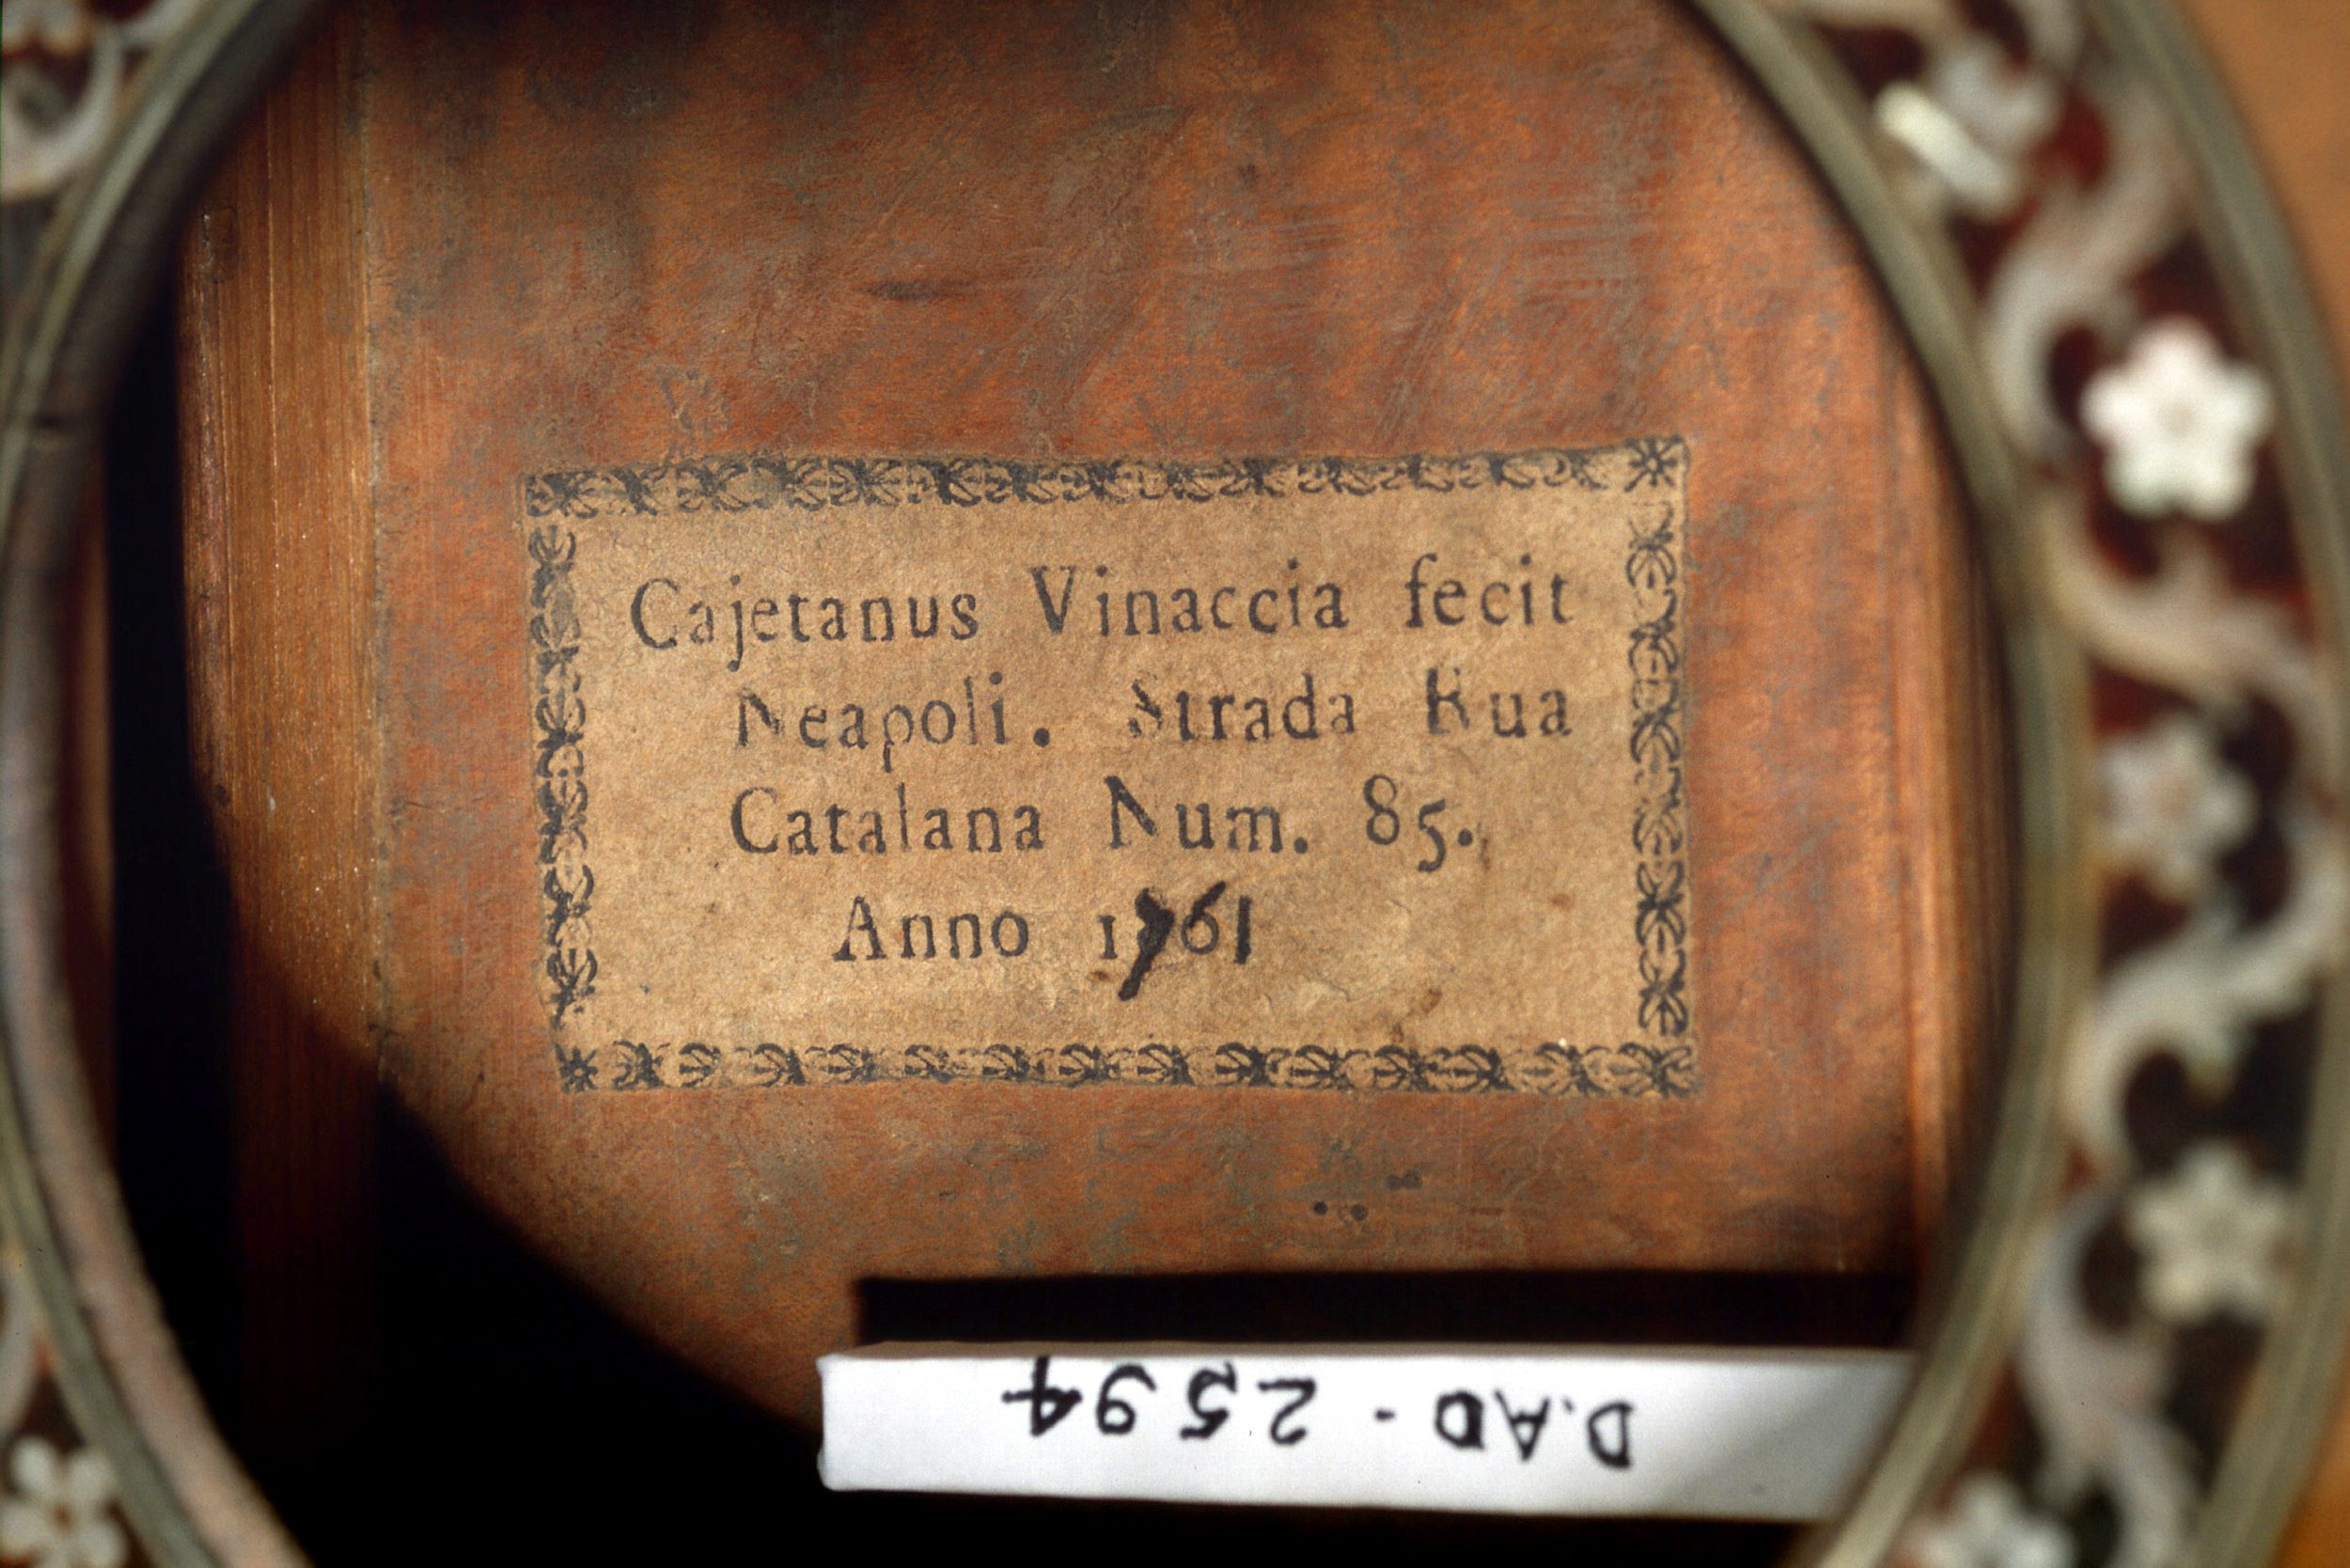 Cajetanus Vinaccia fecit
Neapoli. Strada Rua
Catalana Num. 85.
Anno 1761
D.AD - 2594